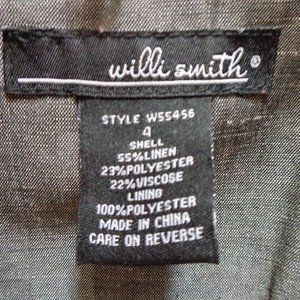 willi smith®
STYLE W55456
4
SHELL
55%LINEN
23%POLYESTER
22%VISCOSE
LINING
100%POLYESTER
MADE IN CHINA
CARE ON REVERSE